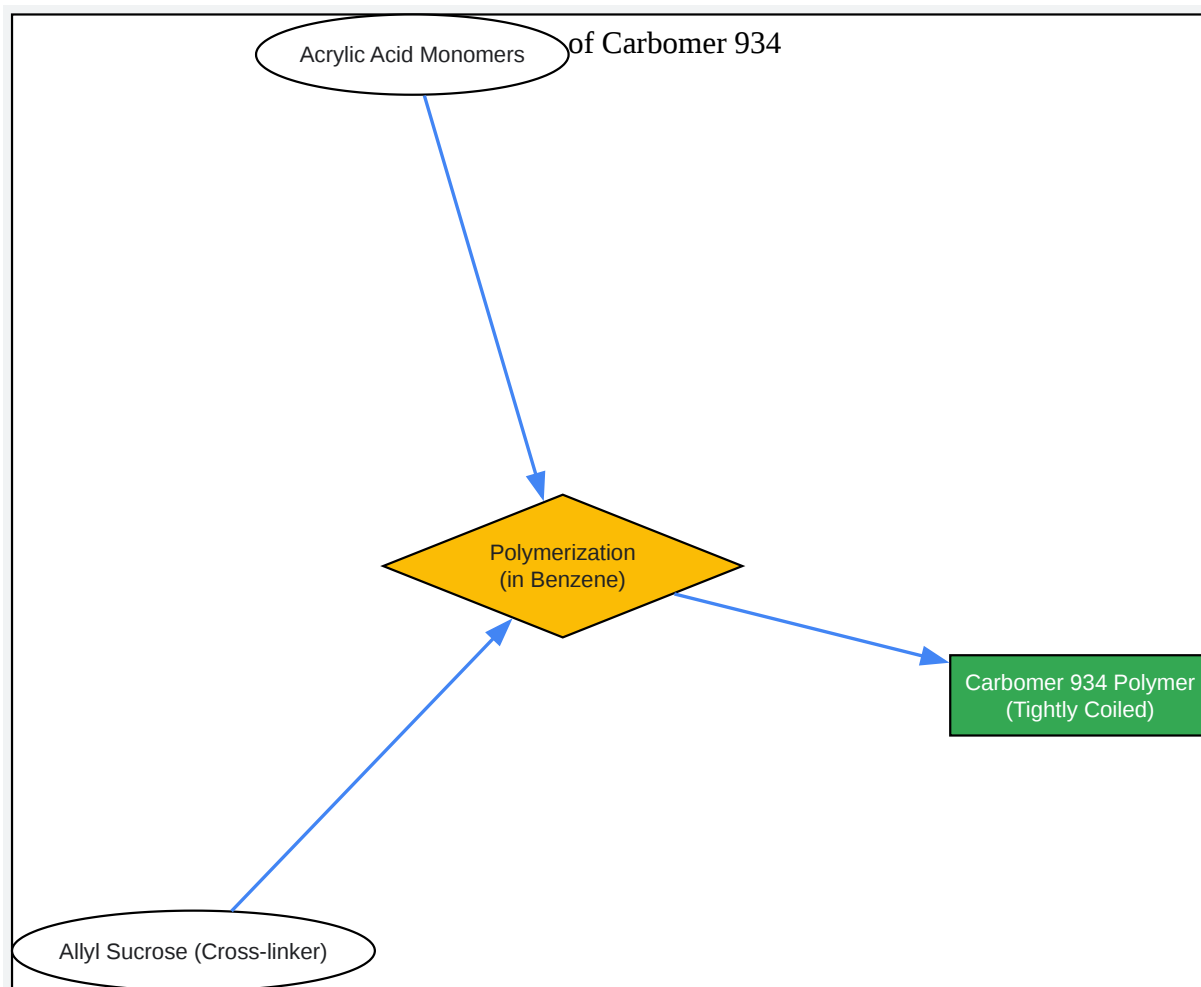 Acrylic Acid Monomers
of Carbomer 934
Polymerization
(in Benzene)
Carbomer 934 Polymer
(Tightly Coiled)
Allyl Sucrose (Cross-linker)